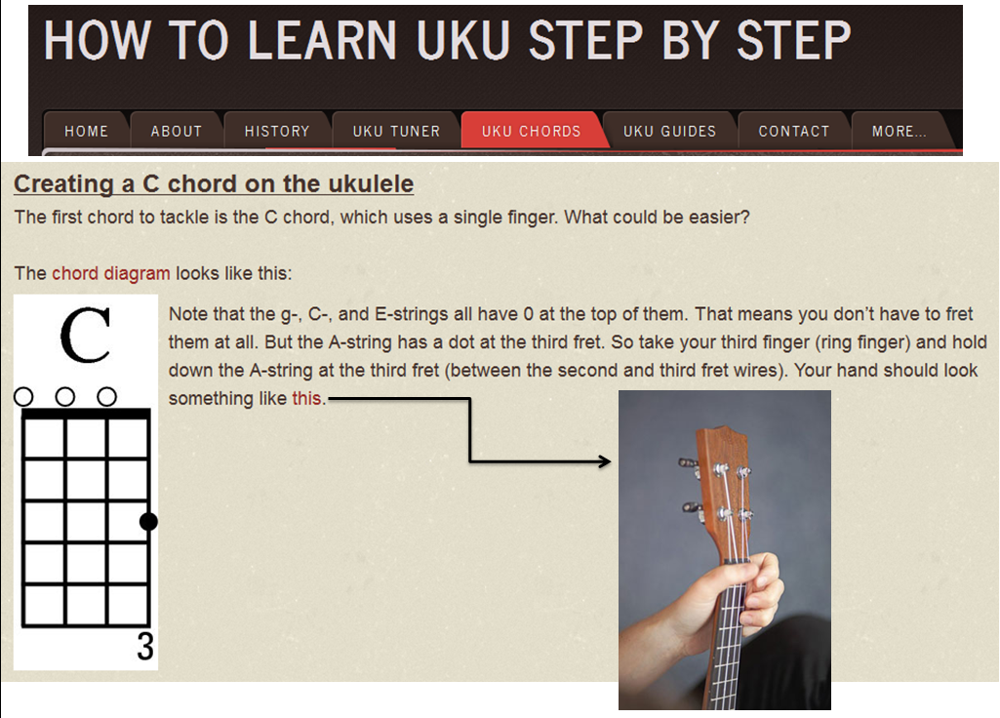 HOW TO LEARN UKU STEP BY STEP
HOME ABOUT HISTORY UKU TUNER UKU CHORDS UKU GUIDES CONTACT MORE...
Creating a C chord on the ukulele
The first chord to tackle is the C chord, which uses a single finger. What could be easier?
The chord diagram looks like this:
C
Note that the g-, C-, and E-strings all have 0 at the top of them. That means you don’t have to fret
them at all. But the A-string has a dot at the third fret. So take your third finger (ring finger) and hold
down the A-string at the third fret (between the second and third fret wires). Your hand should look
something like this.
3